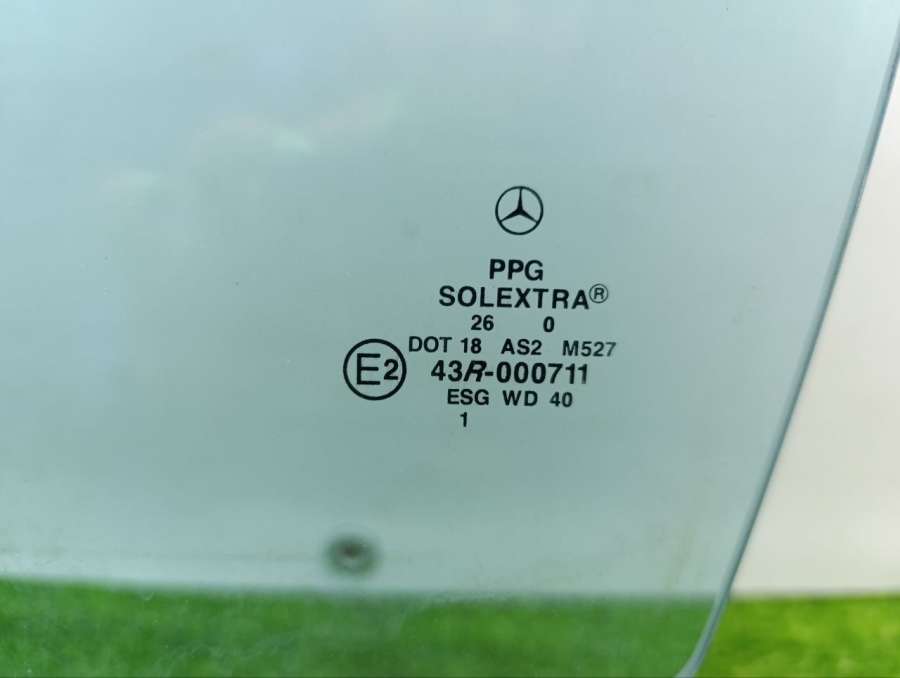 PPG
SOLEXTRA®
26 0
DOT 18 AS2 M527
E2 43R-000711
ESG WD 40
1